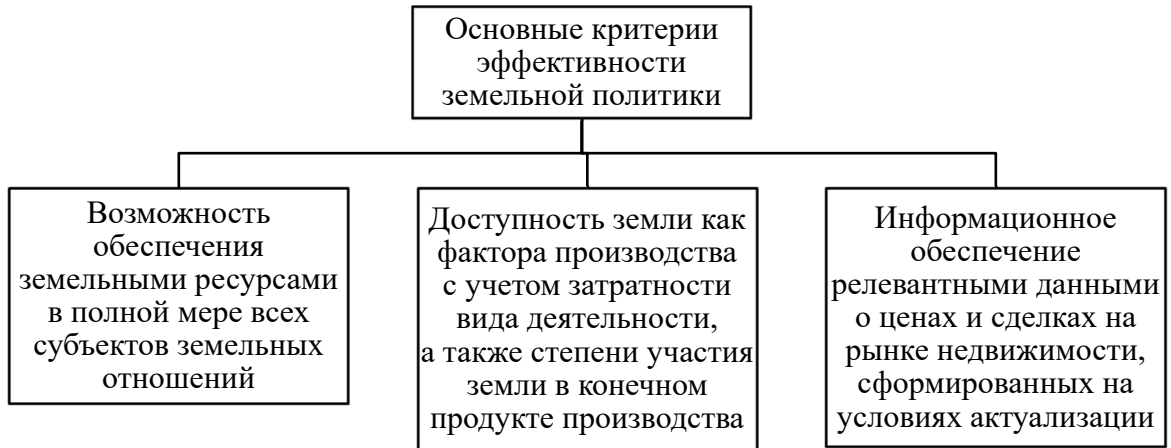 Основные критерии
эффективности
земельной политики
Возможность
обеспечения
земельными ресурсами
в полной мере всех
субъектов земельных
отношений
Доступность земли как
фактора производства
с учетом затратности
вида деятельности,
а также степени участия
земли в конечном
продукте производства
Информационное
обеспечение
релевантными данными
о ценах и сделках на
рынке недвижимости,
сформированных на
условиях актуализации